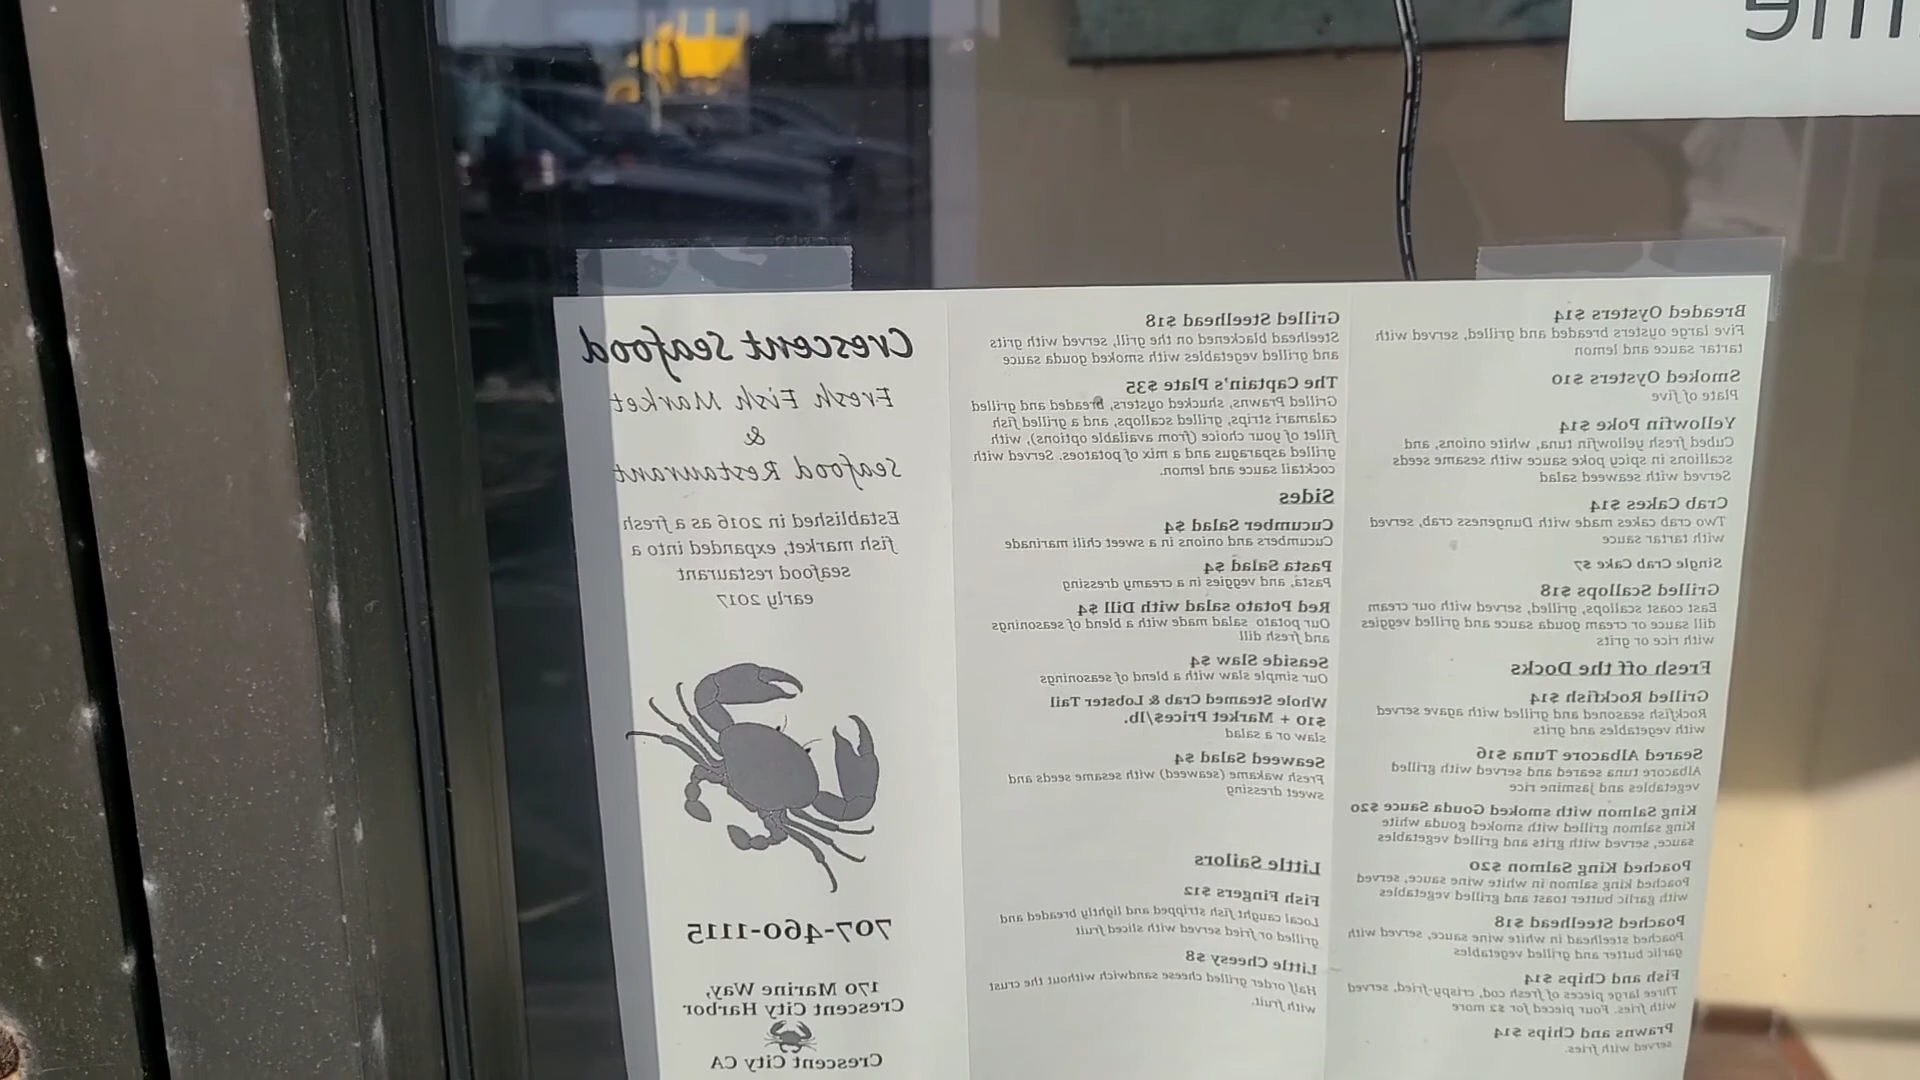 Crescent Seafood
Fresh Fish Market
&
Seafood Restaurant
Established in 2016 as a fresh
fish market, expanded into a
seafood restaurant
early 2017
707-460-1115
170 Marine Way,
Crescent City Harbor
Crescent City CA
Grilled Steelhead $18
Steelhead blackened on the grill, served with grits
and grilled vegetables with smoked gouda sauce
The Captain's Plate $35
Grilled Prawns, shucked oysters, breaded and grilled
calamari strips, grilled scallops, and a grilled fish
fillet of your choice (from available options), with
grilled asparagus and a mix of potatoes. Served with
cocktail sauce and lemon.
Sides
Cucumber Salad $4
Cucumbers and onions in a sweet chili marinade
Pasta Salad $4
Pasta, and veggies in a creamy dressing
Red Potato salad with Dill $4
Our potato salad made with a blend of seasonings
and fresh dill
Seaside Slaw $4
Our simple slaw with a blend of seasonings
Whole Steamed Crab & Lobster Tail
$10 + Market Prices/lb.
slaw or a salad
Seaweed Salad $4
Fresh wakame (seaweed) with sesame seeds and
sweet dressing
Little Sailors
Fish Fingers $12
Local caught fish stripped and lightly breaded and
grilled or fried served with sliced fruit
Little Cheesy $8
Half order grilled cheese sandwich without the crust
with fruit.
Breaded Oysters $14
Five large oysters breaded and grilled, served with
tartar sauce and lemon
Smoked Oysters $10
Plate of five
Yellowfin Poke $14
Cubed fresh yellowfin tuna, white onions, and
scallions in spicy poke sauce with sesame seeds
Served with seaweed salad
Crab Cakes $14
Two crab cakes made with Dungeness crab, served
with tartar sauce
Single Crab Cake $7
Grilled Scallops $18
East coast scallops, grilled, served with our cream
dill sauce or cream gouda sauce and grilled veggies
with rice or grits
Fresh off the Docks
Grilled Rockfish $14
Rockfish seasoned and grilled with agave served
with vegetables and grits
Seared Albacore Tuna $16
Albacore tuna seared and served with grilled
vegetables and jasmine rice
King Salmon with smoked Gouda Sauce $20
King salmon grilled with smoked gouda white
sauce, served with grits and grilled vegetables
Poached King Salmon $20
Poached king salmon in white wine sauce, served
with garlic butter toast and grilled vegetables
Poached Steelhead $18
Poached steelhead in white wine sauce, served with
garlic butter and grilled vegetables
Fish and Chips $14
Three large pieces of fresh cod, crispy-fried, served
with fries. Four pieced for $2 more
Prawns and Chips $14
served with fries.